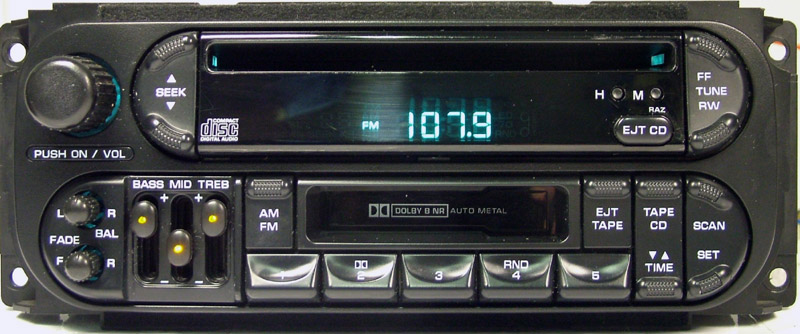 SEEK
COMPACT
disc
DIGITAL AUDIO
FM 107.9
H M
RAZ
EJT CD
FF
TUNE
RW
PUSH ON / VOL
BASS MID TREB
+ +
- -
L R
FADE BAL
F R
AM
FM
DOLBY B NR AUTO METAL
EJT
TAPE
TAPE
CD
TIME
SCAN
SET
1
2
3
RND
4
5